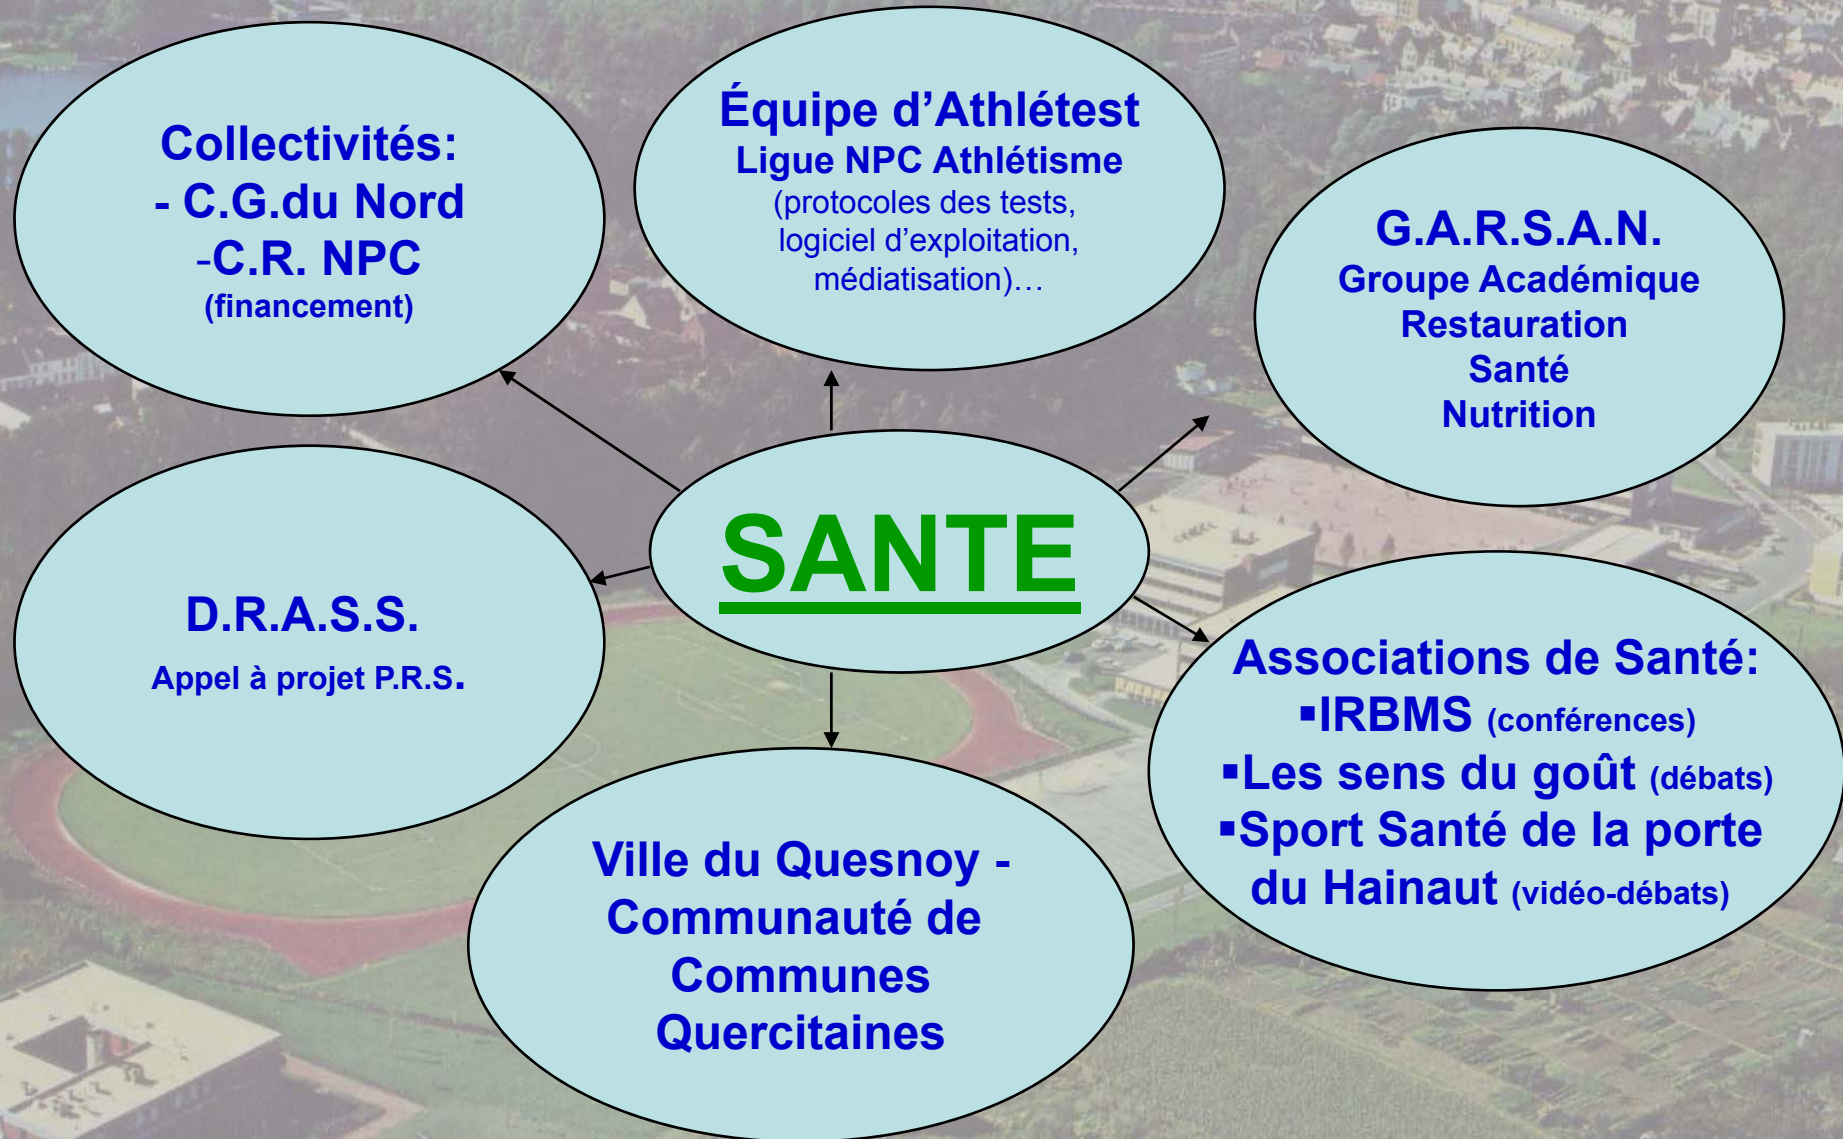 Collectivités:
- C.G.du Nord
-C.R. NPC
(financement)
Équipe d’Athlétest
Ligue NPC Athlétisme
(protocoles des tests,
logiciel d’exploitation,
médiatisation)…
G.A.R.S.A.N.
Groupe Académique
Restauration
Santé
Nutrition
SANTE
D.R.A.S.S.
Appel à projet P.R.S.
Associations de Santé:
▪IRBMS (conférences)
▪Les sens du goût (débats)
▪Sport Santé de la porte
du Hainaut (vidéo-débats)
Ville du Quesnoy -
Communauté de
Communes
Quercitaines